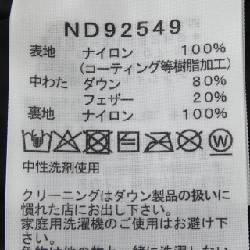 ND92549
表地 ナイロン 100%
(コーティング等樹脂加工)
中わた ダウン 80%
フェザー 20%
裏地 ナイロン 100%
中性洗剤使用
クリーニングはダウン製品の扱いに
慣れた店にお出し下さい。
家庭用洗濯機のご使用はお避け下
さい。